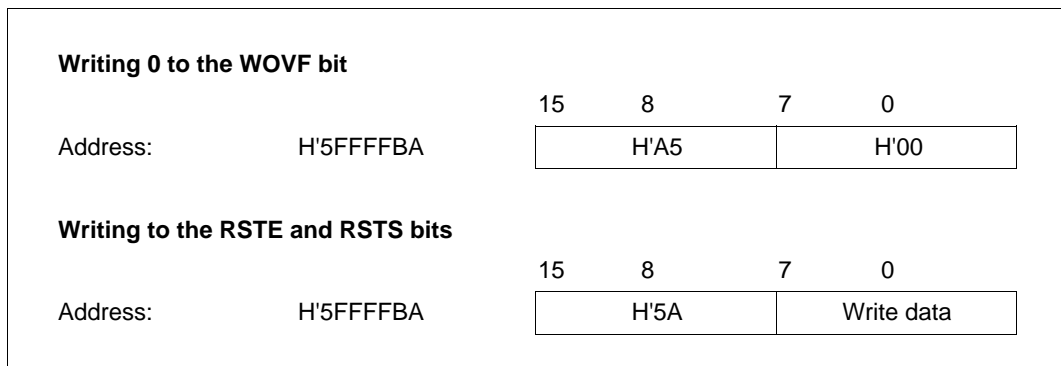 Writing 0 to the WOVF bit
15 8 7 0
Address: H'5FFFFBA H'A5 H'00
Writing to the RSTE and RSTS bits
15 8 7 0
Address: H'5FFFFBA H'5A Write data